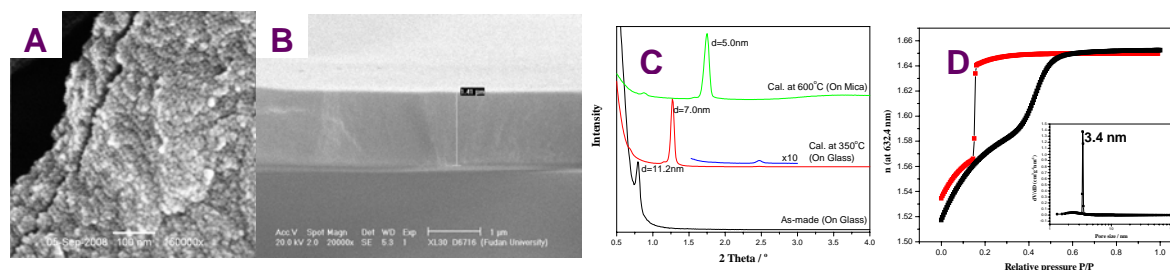 A
05-Sep-2008 100 nm 160000x
B
Acc.V Spot Magn Det WD Exp
20.0 kV 2.0 20000x SE 5.3 1
1 µm
XL30 D6716 (Fudan University)
C
d=5.0nm
Cal. at 600°C (On Mica)
d=7.0nm
x10
Cal. at 350°C
(On Glass)
d=11.2nm
As-made (On Glass)
Intensity
0.5 1.0 1.5 2.0 2.5 3.0 3.5 4.0
2 Theta / °
D
n (at 632.4 nm)
1.66
1.64
1.62
1.60
1.58
1.56
1.54
1.52
1.50
3.4 nm
Pore size / nm
0.0 0.2 0.4 0.6 0.8 1.0
Relative pressure P/P